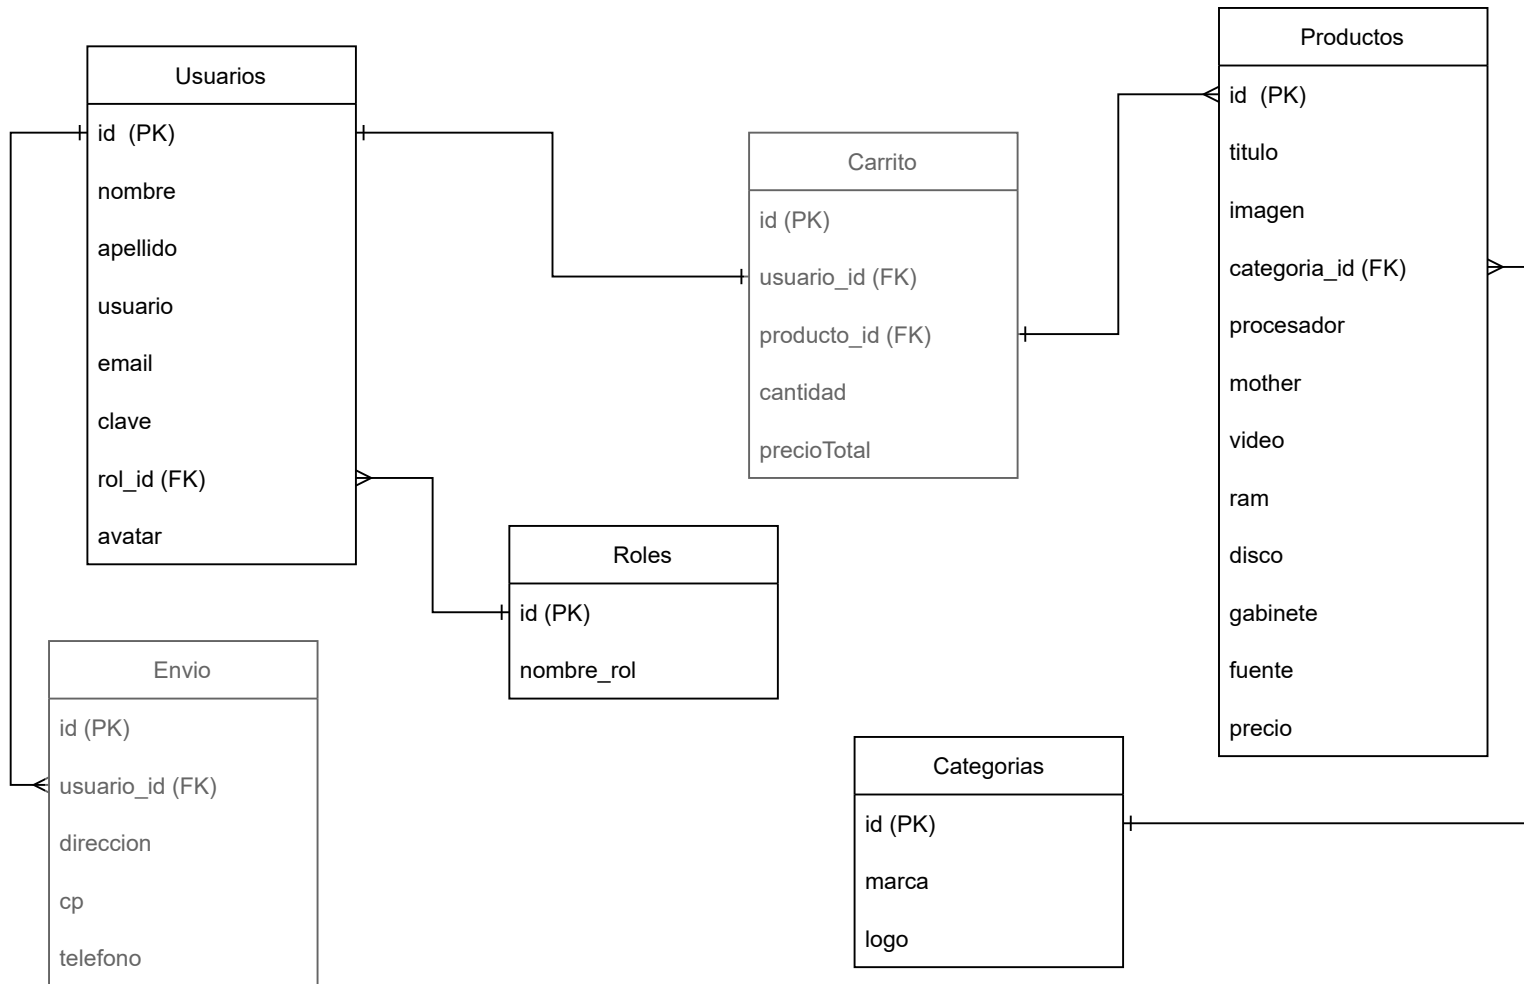 Usuarios
id  (PK)
nombre
apellido
usuario
email
clave
rol_id (FK)
avatar
Envio
id (PK)
usuario_id (FK)
direccion
cp
telefono
Roles
id (PK)
nombre_rol
Carrito
id (PK)
usuario_id (FK)
producto_id (FK)
cantidad
precioTotal
Categorias
id (PK)
marca
logo
Productos
id  (PK)
titulo
imagen
categoria_id (FK)
procesador
mother
video
ram
disco
gabinete
fuente
precio